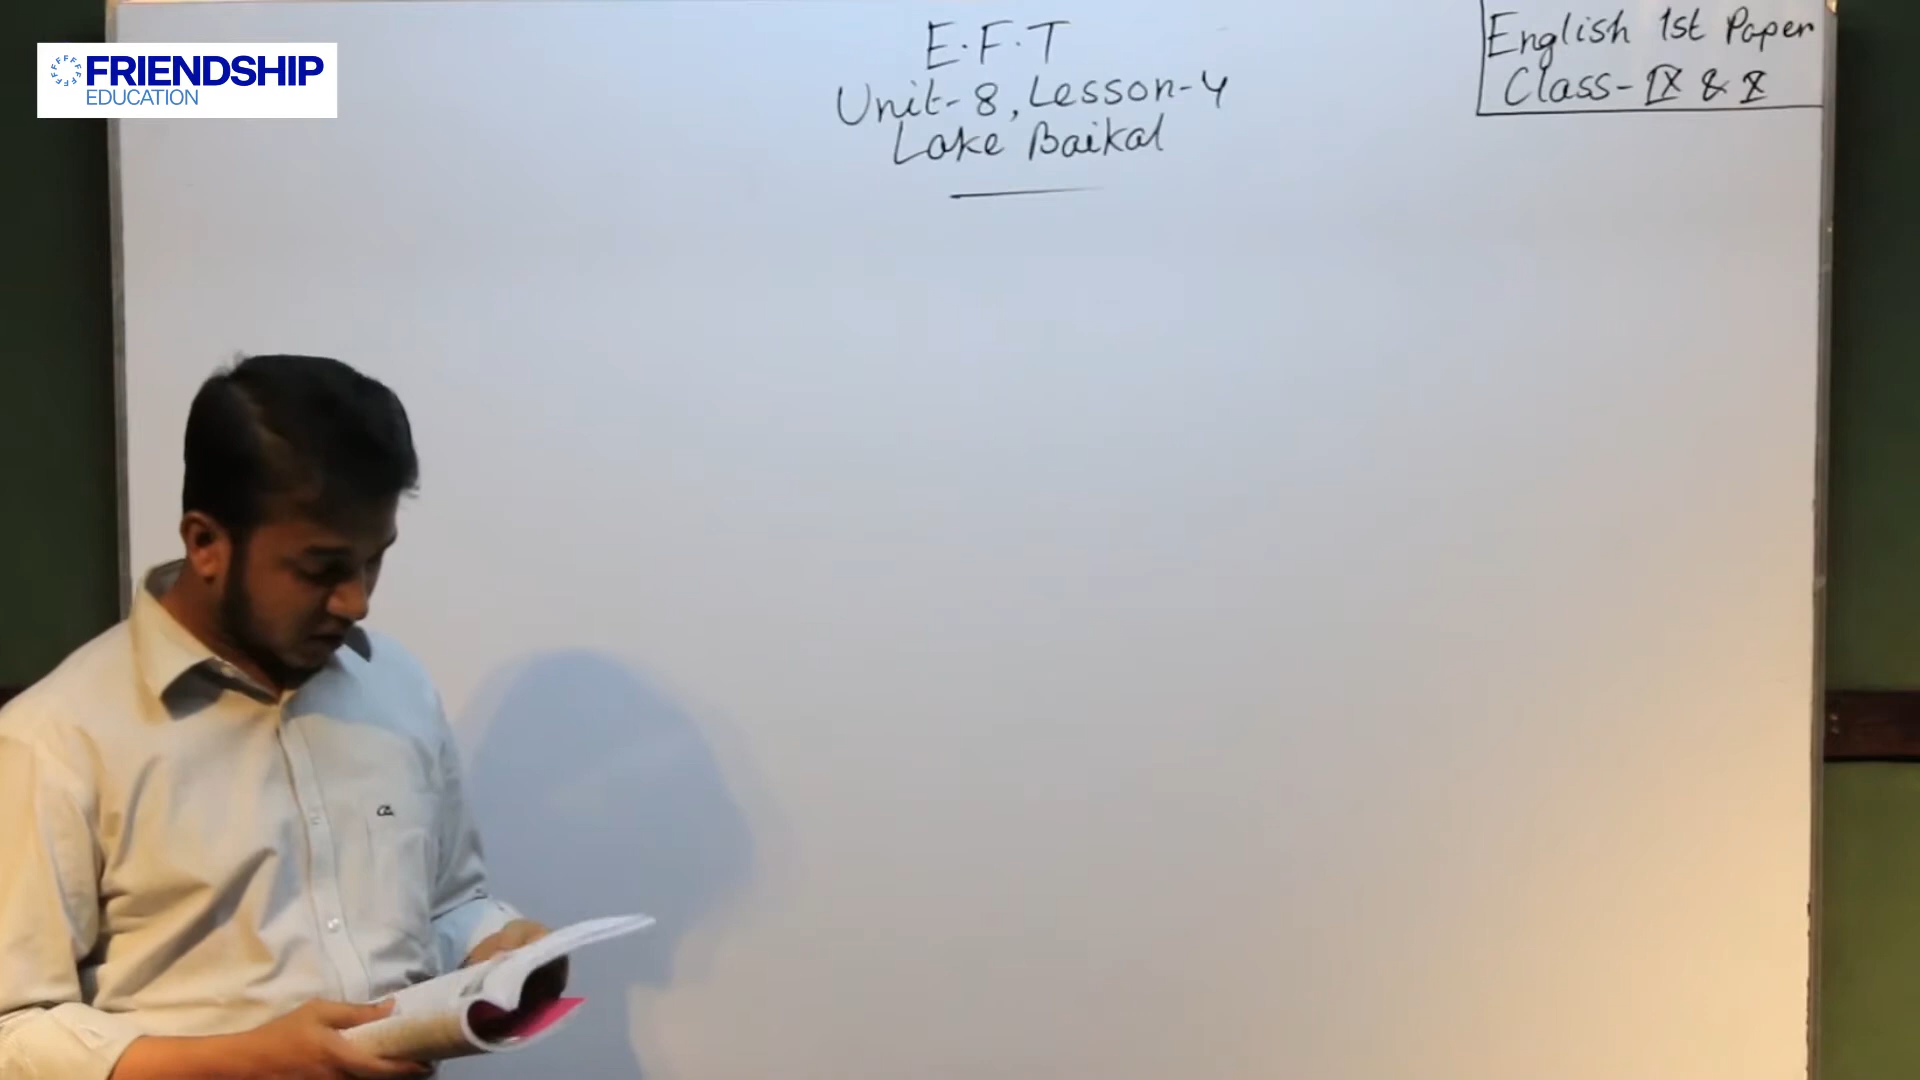 FRIENDSHIP
EDUCATION
E.F.T
Unit-8, Lesson-4
Lake Baikal
English 1st Paper
Class-IX & X